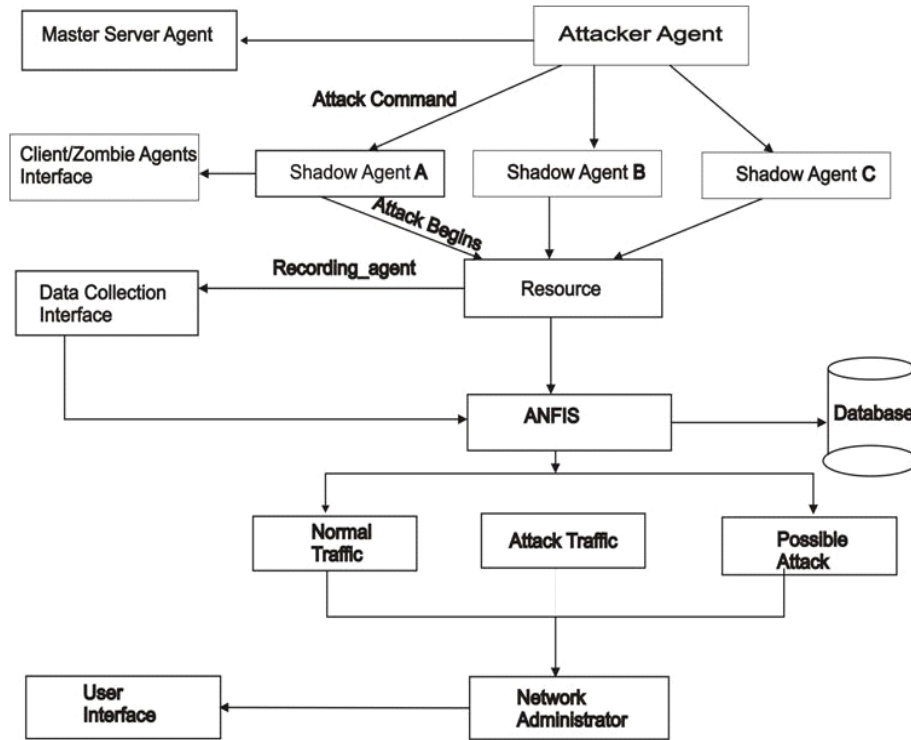 Master Server Agent
Attacker Agent
Attack Command
Client/Zombie Agents
Interface
Shadow Agent A
Shadow Agent B
Shadow Agent C
Attack Begins
Recording_agent
Data Collection
Interface
Resource
ANFIS
Database
Normal
Traffic
Attack Traffic
Possible
Attack
User
Interface
Network
Administrator